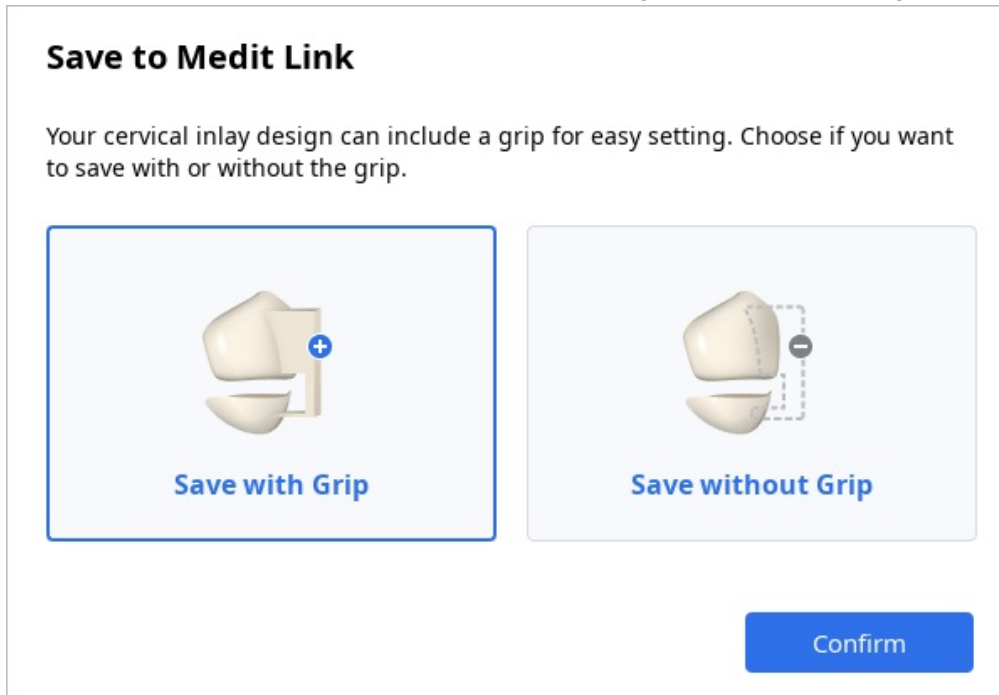 Save to Medit Link
Your cervical inlay design can include a grip for easy setting. Choose if you want
to save with or without the grip.
Save with Grip
Save without Grip
Confirm